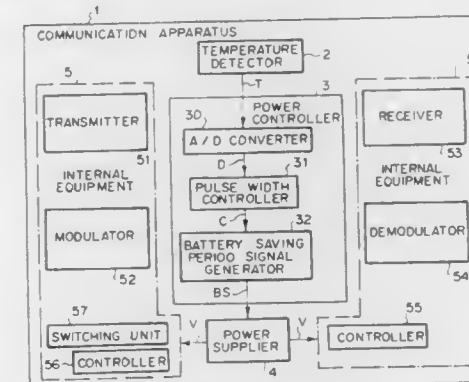 1
COMMUNICATION APPARATUS
TEMPERATURE
DETECTOR
2
T
5
TRANSMITTER
51
INTERNAL
EQUIPMENT
MODULATOR
52
57
SWITCHING UNIT
56
CONTROLLER
3
POWER
CONTROLLER
30
A/D CONVERTER
D
31
PULSE WIDTH
CONTROLLER
C
32
BATTERY SAVING
PERIOD SIGNAL
GENERATOR
BS
V
POWER
SUPPLIER
V
4
5
RECEIVER
53
INTERNAL
EQUIPMENT
DEMODULATOR
54
55
CONTROLLER